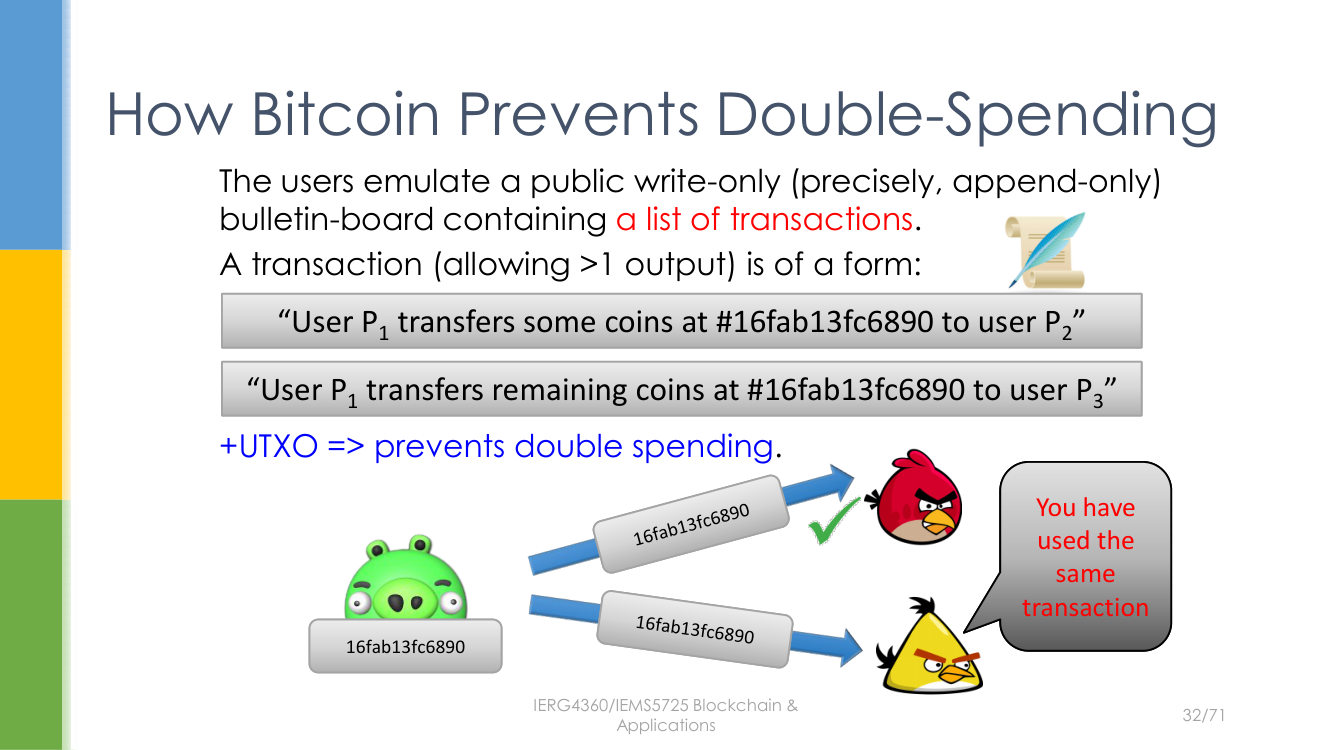 How Bitcoin Prevents Double-Spending
The users emulate a public write-only (precisely, append-only)
bulletin-board containing a list of transactions.
A transaction (allowing >1 output) is of a form:
“User P1 transfers some coins at #16fab13fc6890 to user P2”
“User P1 transfers remaining coins at #16fab13fc6890 to user P3”
+UTXO => prevents double spending.
16fab13fc6890
16fab13fc6890
16fab13fc6890
You have
used the
same
transaction
IERG4360/IEMS5725 Blockchain &
Applications
32/71